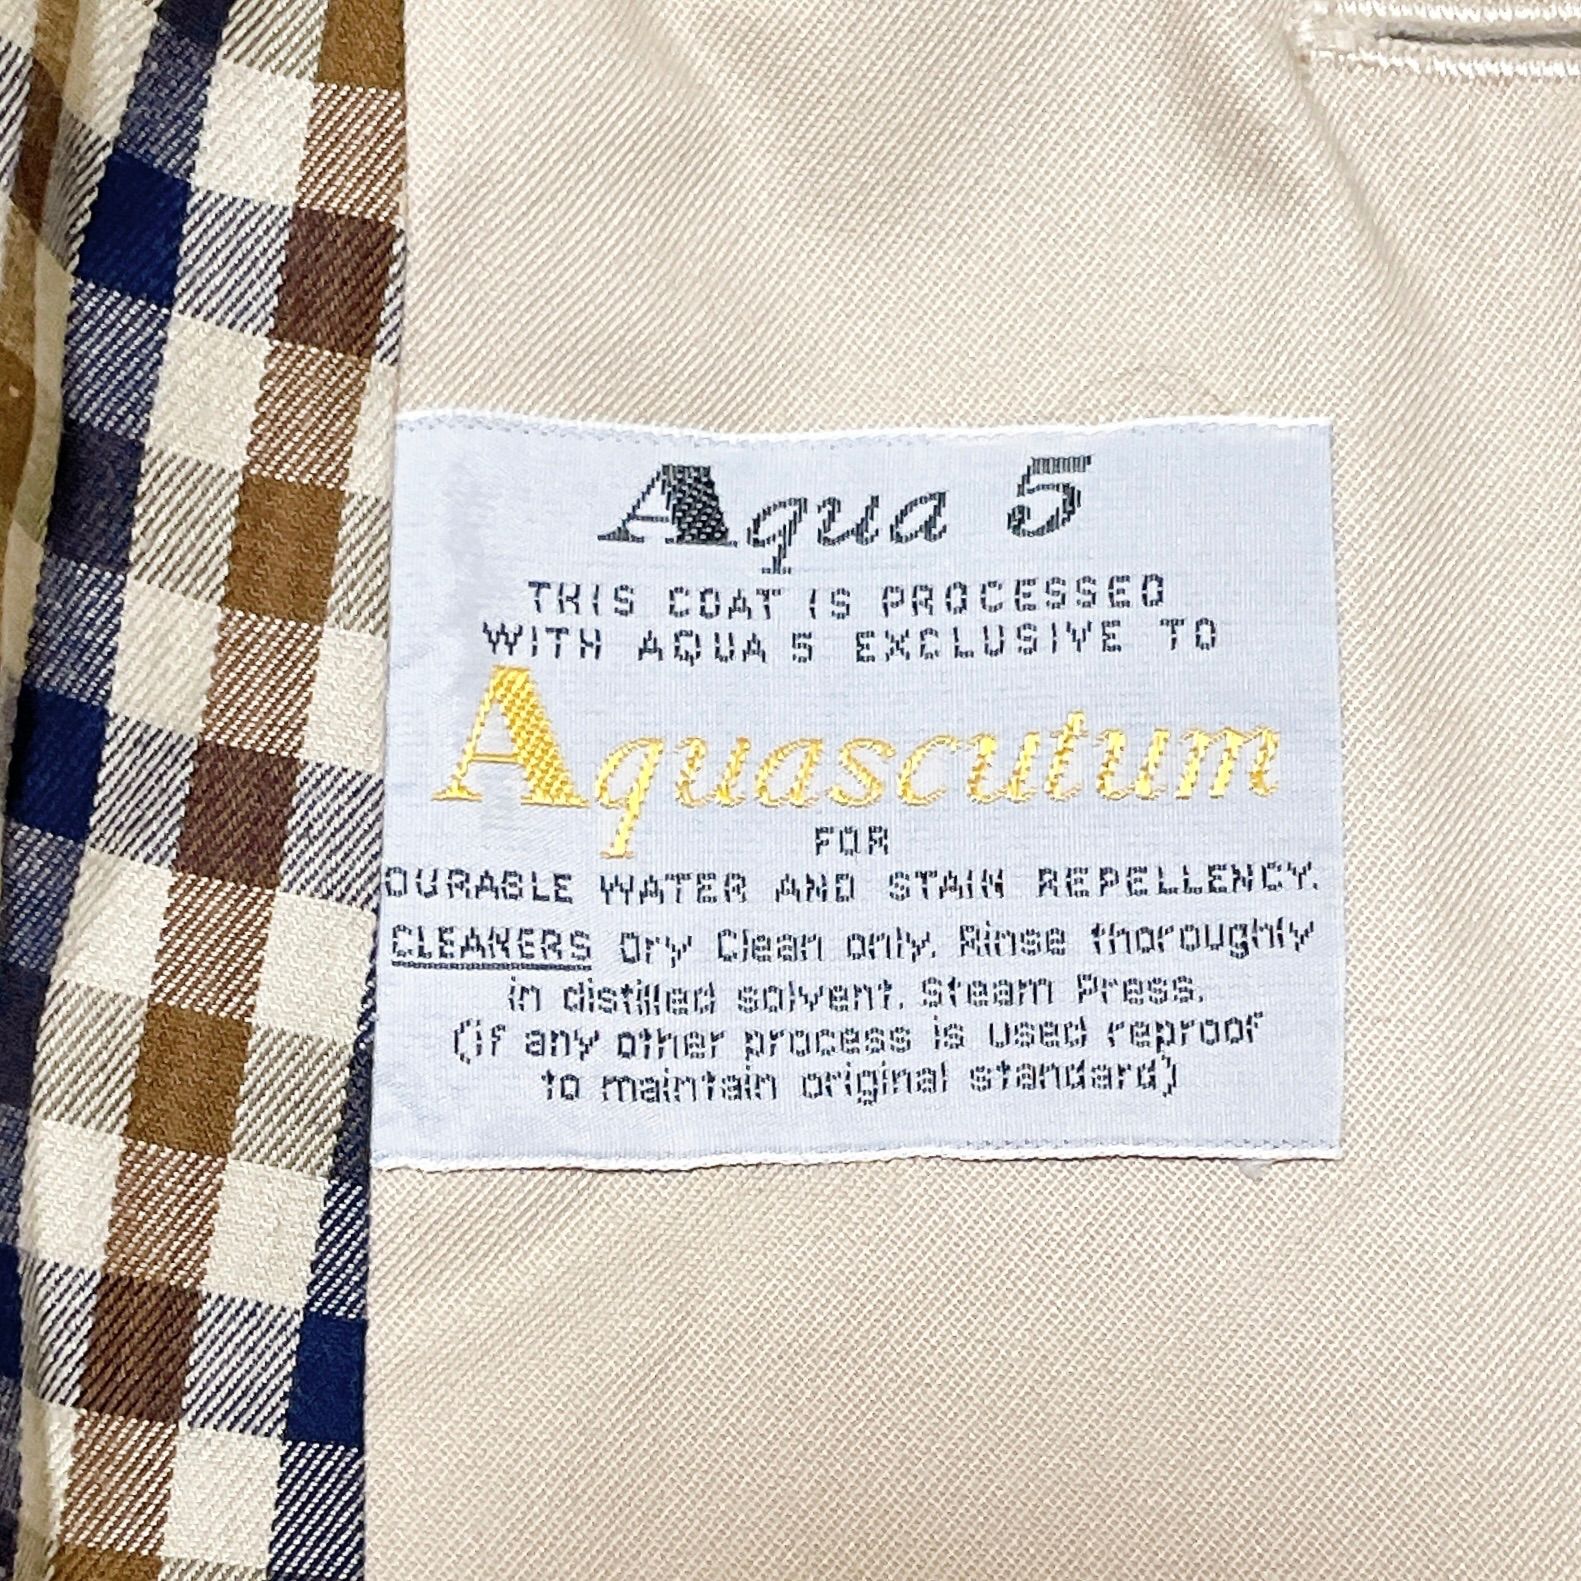 Aqua 5
THIS COAT IS PROCESSED
WITH AQUA 5 EXCLUSIVE TO
Aquascutum
FOR
DURABLE WATER AND STAIN REPELLENCY.
CLEANERS Dry Clean only. Rinse thoroughly
in distilled solvent. Steam Press.
(if any other process is used reproof
to maintain original standard)